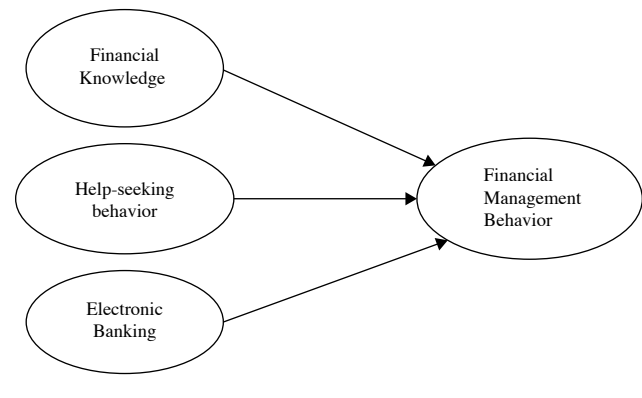 Financial
Knowledge
Help-seeking
behavior
Electronic
Banking
Financial
Management
Behavior